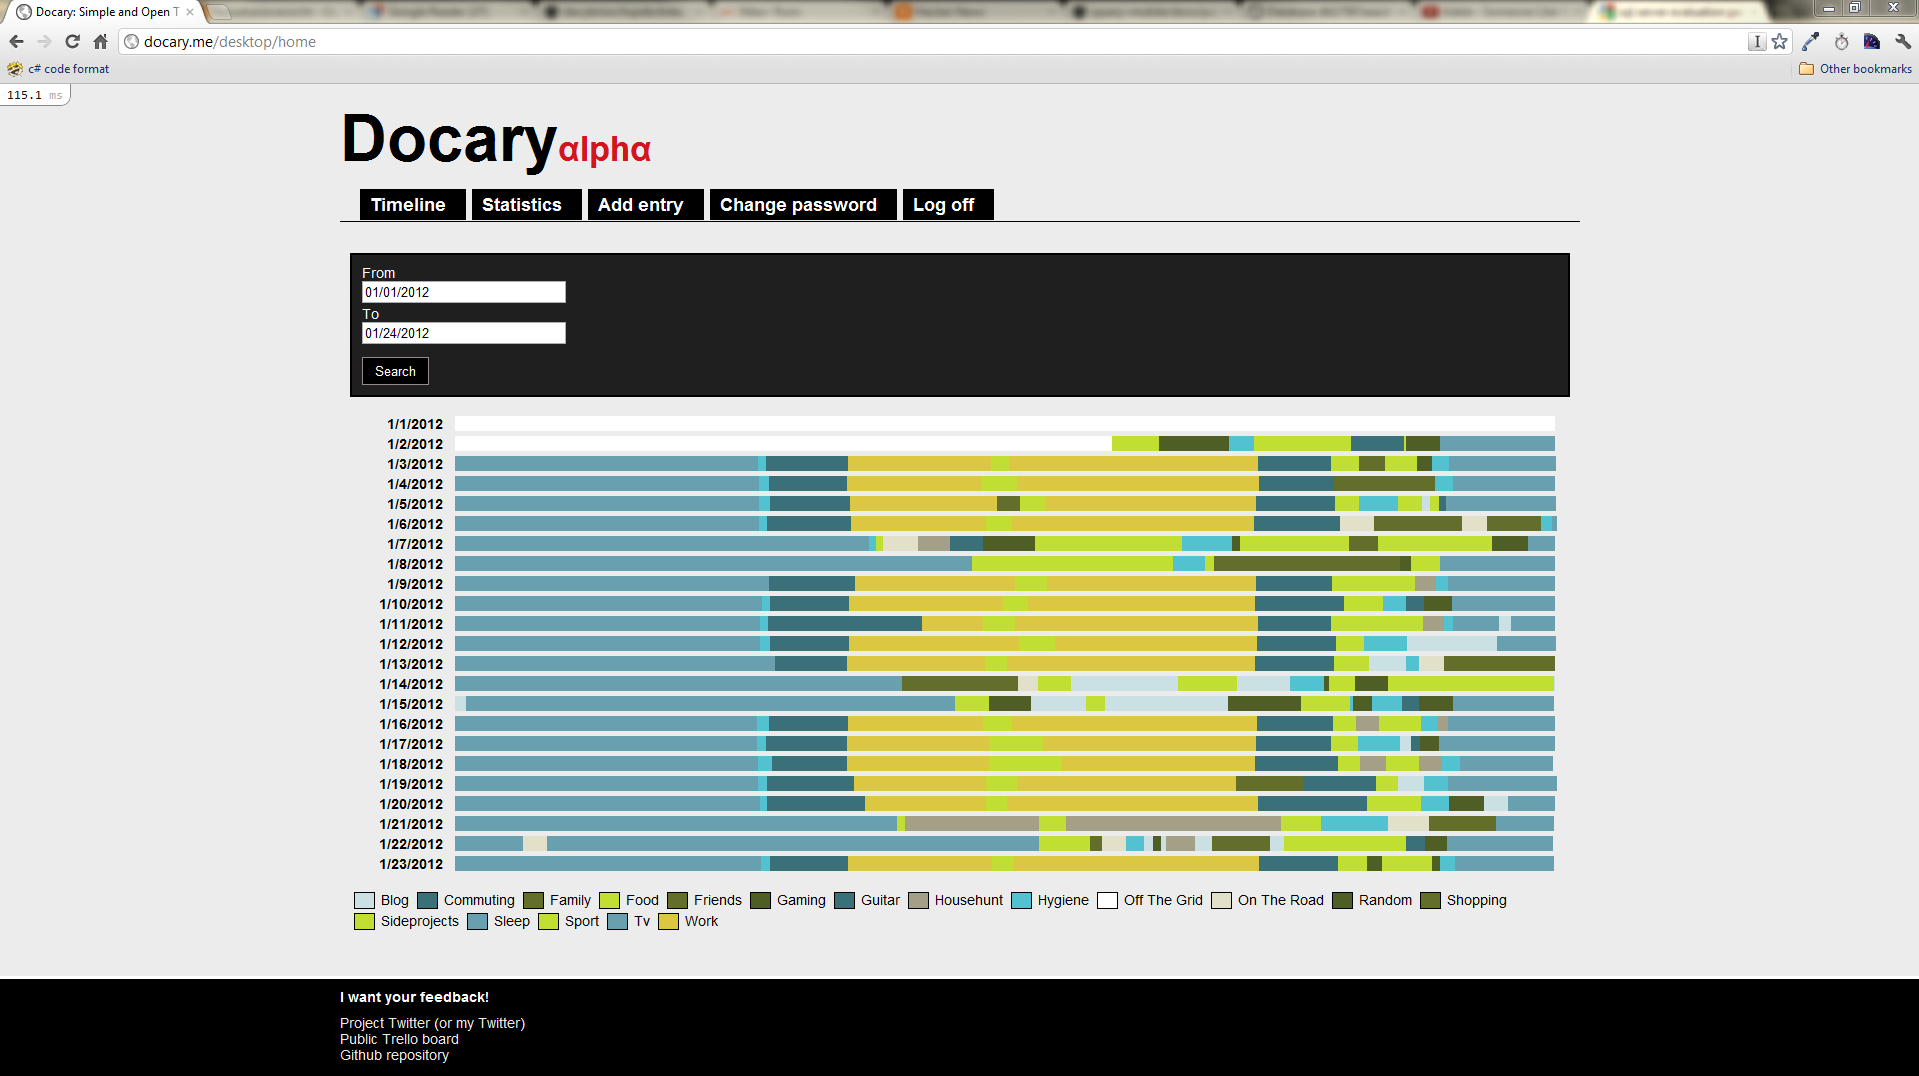 Docary: Simple and Open T
docary.me/desktop/home
c# code format
Other bookmarks
115.1 ms
Docary αlphα
Timeline Statistics Add entry Change password Log off
From
01/01/2012
To
01/24/2012
Search
1/1/2012
1/2/2012
1/3/2012
1/4/2012
1/5/2012
1/6/2012
1/7/2012
1/8/2012
1/9/2012
1/10/2012
1/11/2012
1/12/2012
1/13/2012
1/14/2012
1/15/2012
1/16/2012
1/17/2012
1/18/2012
1/19/2012
1/20/2012
1/21/2012
1/22/2012
1/23/2012
Blog Commuting Family Food Friends Gaming Guitar Househunt Hygiene Off The Grid On The Road Random Shopping
Sideprojects Sleep Sport Tv Work
I want your feedback!
Project Twitter (or my Twitter)
Public Trello board
Github repository